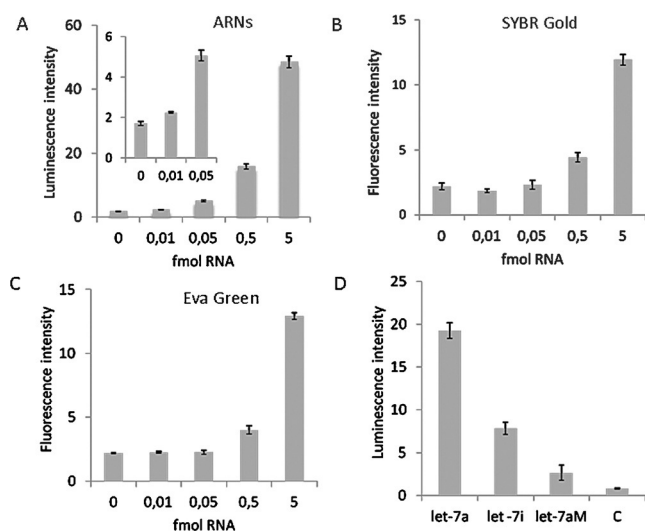 A
ARNs
Luminescence intensity
60
40
20
0
6
4
2
0
0 0,01 0,05
0 0,01 0,05 0,5 5
fmol RNA
B
SYBR Gold
Fluorescence intensity
15
10
5
0
0 0,01 0,05 0,5 5
fmol RNA
C
Eva Green
Fluorescence intensity
15
10
5
0
0 0,01 0,05 0,5 5
fmol RNA
D
Luminescence intensity
25
20
15
10
5
0
let-7a let-7i let-7aM C